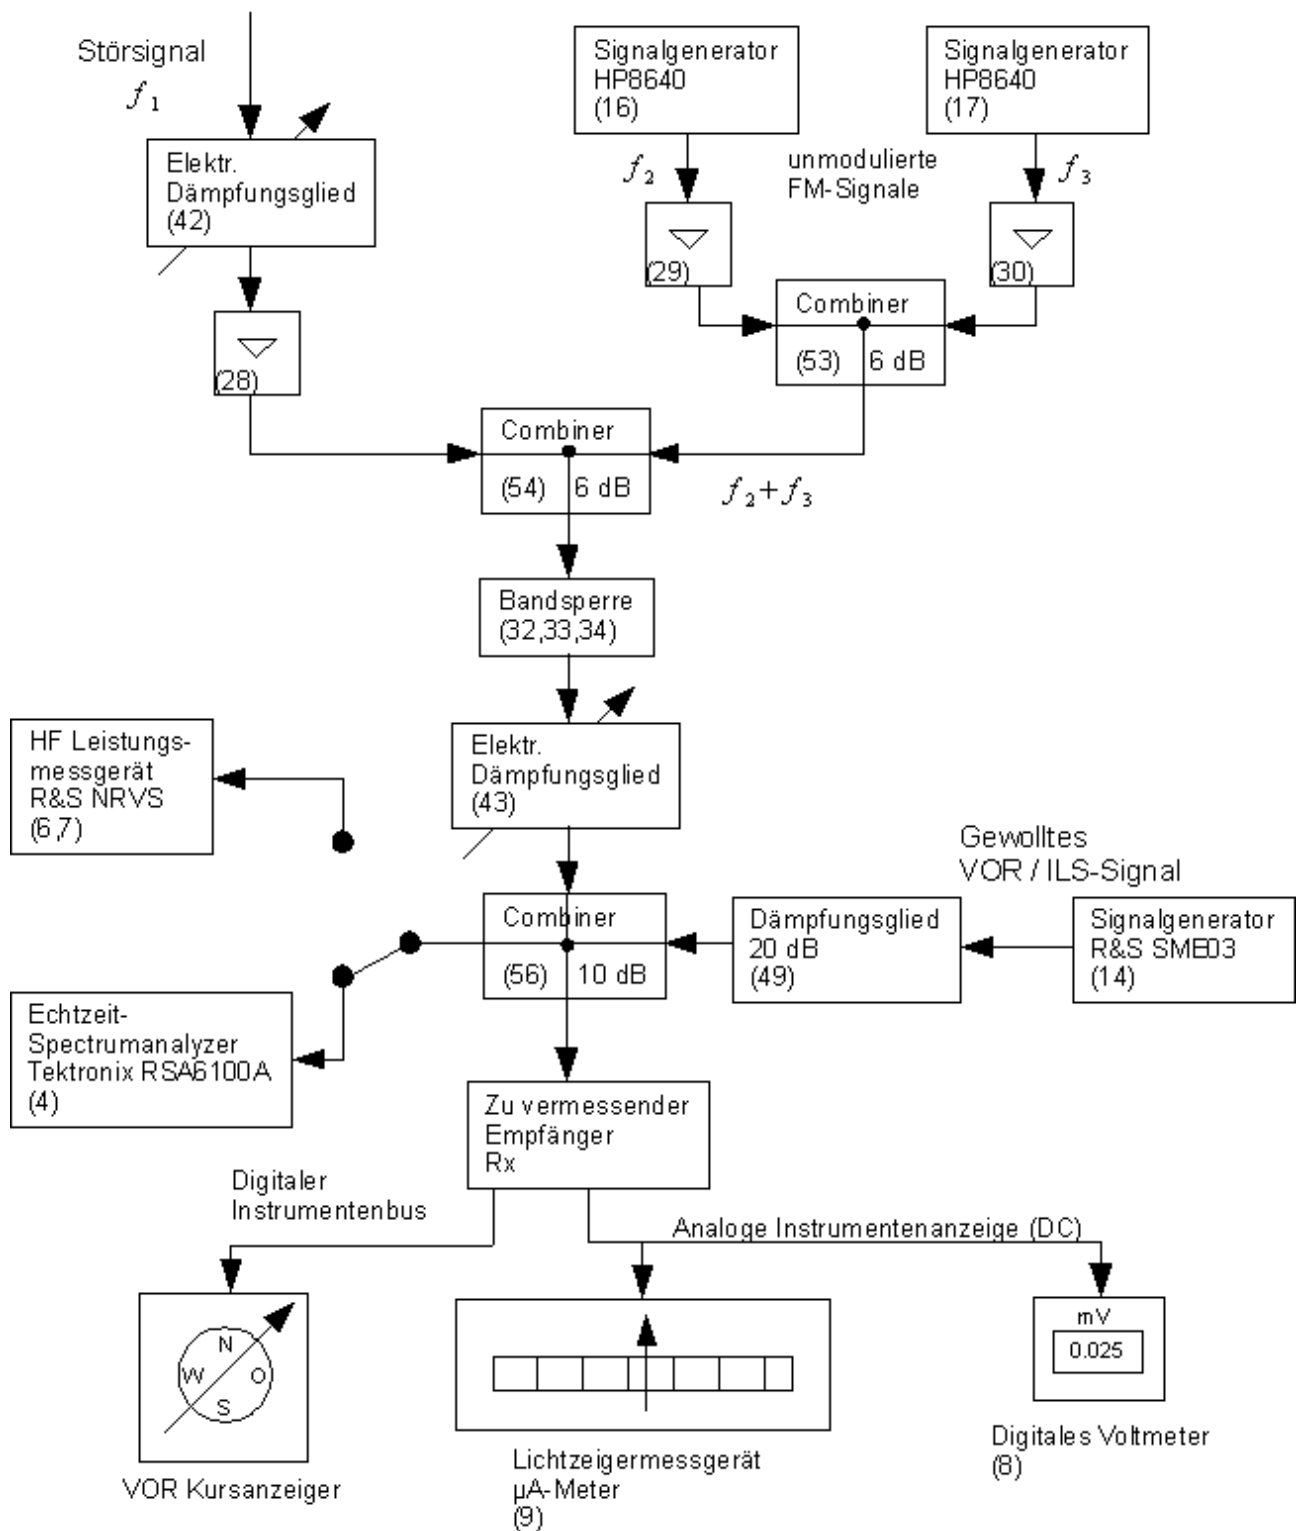 Störsignal
f1
Signalgenerator
HP8640
(16)
Signalgenerator
HP8640
(17)
Elektr.
Dämpfungsglied
(42)
f2
unmodulierte
FM-Signale
f3
(29)
(30)
Combiner
(53) 6 dB
(28)
Combiner
(54) 6 dB
f2+f3
Bandsperre
(32,33,34)
HF Leistungs-
messgerät
R&S NRVS
(6,7)
Elektr.
Dämpfungsglied
(43)
Gewolltes
VOR / ILS-Signal
Combiner
(56) 10 dB
Dämpfungsglied
20 dB
(49)
Signalgenerator
R&S SME03
(14)
Echtzeit-
Spectrumanalyzer
Tektronix RSA6100A
(4)
Zu vermessender
Empfänger
Rx
Digitaler
Instrumentenbus
Analoge Instrumentenanzeige (DC)
N
W O
S
mV
0.025
VOR Kursanzeiger
Lichtzeigermessgerät
µA-Meter
(9)
Digitales Voltmeter
(8)